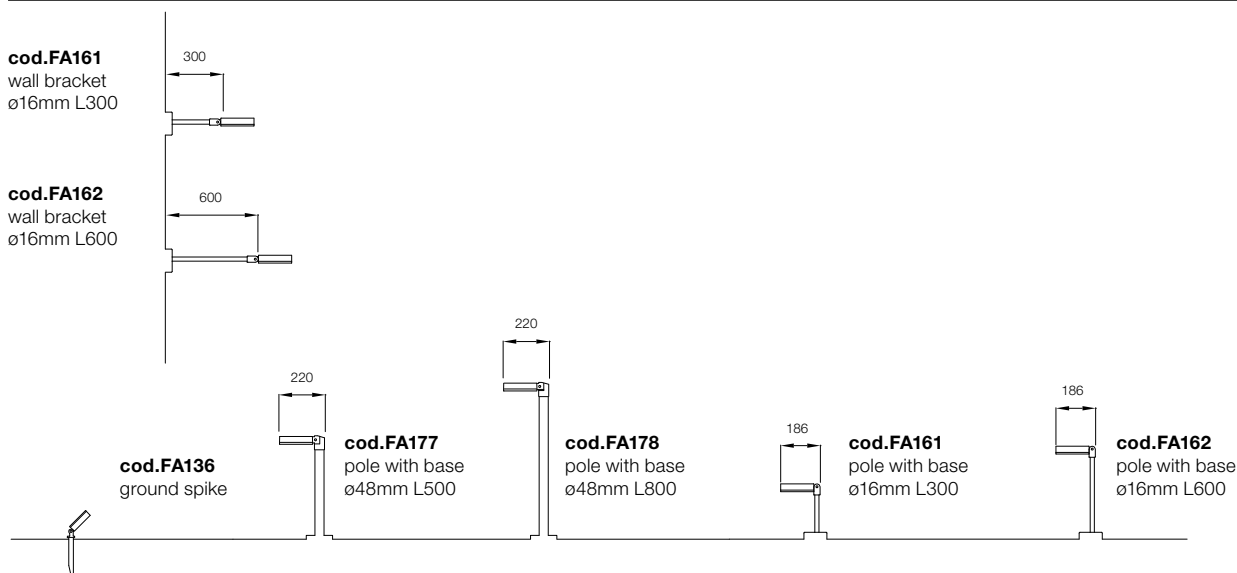 cod.FA161
wall bracket
ø16mm L300
300
cod.FA162
wall bracket
ø16mm L600
600
cod.FA136
ground spike
220
cod.FA177
pole with base
ø48mm L500
220
cod.FA178
pole with base
ø48mm L800
186
cod.FA161
pole with base
ø16mm L300
186
cod.FA162
pole with base
ø16mm L600